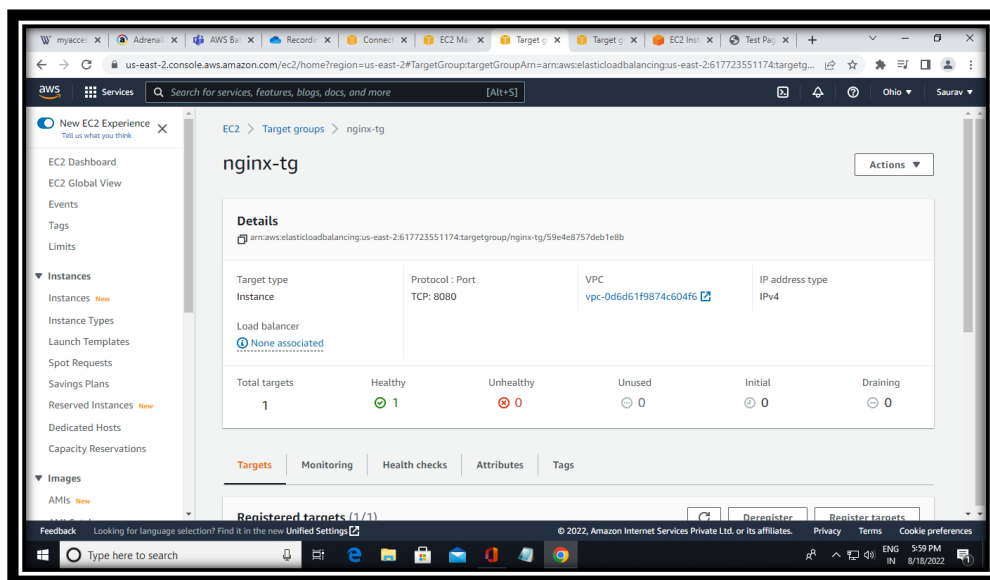 myacces
Adrenali
AWS Bat
Recordin
Connect
EC2 Man
Target g
Target g
EC2 Inst
Test Pag
us-east-2.console.aws.amazon.com/ec2/home?region=us-east-2#TargetGroup:targetGroupArn=arn:aws:elasticloadbalancing:us-east-2:617723551174:targetg...
aws Services Search for services, features, blogs, docs, and more [Alt+S] Ohio Saurav
New EC2 Experience
Tell us what you think
EC2 Dashboard
EC2 Global View
Events
Tags
Limits
Instances
Instances New
Instance Types
Launch Templates
Spot Requests
Savings Plans
Reserved Instances New
Dedicated Hosts
Capacity Reservations
Images
AMIs New
EC2 > Target groups > nginx-tg
nginx-tg
Actions
Details
arn:aws:elasticloadbalancing:us-east-2:617723551174:targetgroup/nginx-tg/59e4e8757deb1e8b
Target type Protocol : Port VPC IP address type
Instance TCP: 8080 vpc-0d6d61f9874c604f6 IPv4
Load balancer
None associated
Total targets Healthy Unhealthy Unused Initial Draining
1 1 0 0 0 0
Targets Monitoring Health checks Attributes Tags
Registered targets (1/1) Deregister Register targets
Feedback Looking for language selection? Find it in the new Unified Settings © 2022, Amazon Internet Services Private Ltd. or its affiliates. Privacy Terms Cookie preferences
Type here to search
ENG 5:59 PM
IN 8/18/2022
1